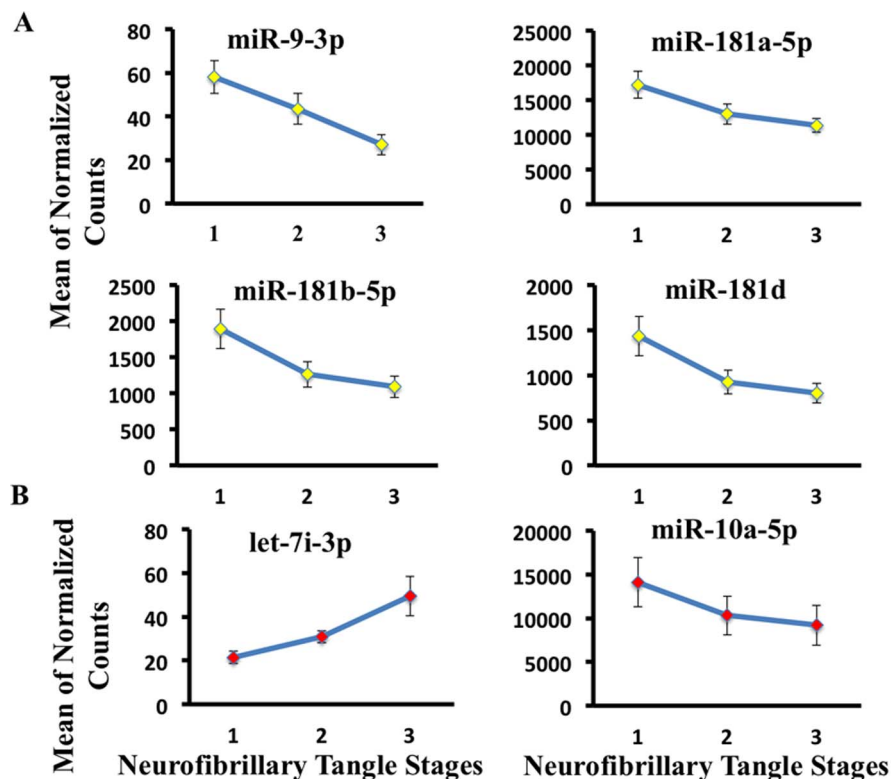 A
miR-9-3p
miR-181a-5p
Mean of Normalized
Counts
80
60
40
20
0
1 2 3
25000
20000
15000
10000
5000
0
1 2 3
miR-181b-5p
miR-181d
2500
2000
1500
1000
500
0
1 2 3
2000
1500
1000
500
0
1 2 3
B
let-7i-3p
miR-10a-5p
Mean of Normalized
Counts
80
60
40
20
0
1 2 3
20000
15000
10000
5000
0
1 2 3
Neurofibrillary Tangle Stages
Neurofibrillary Tangle Stages